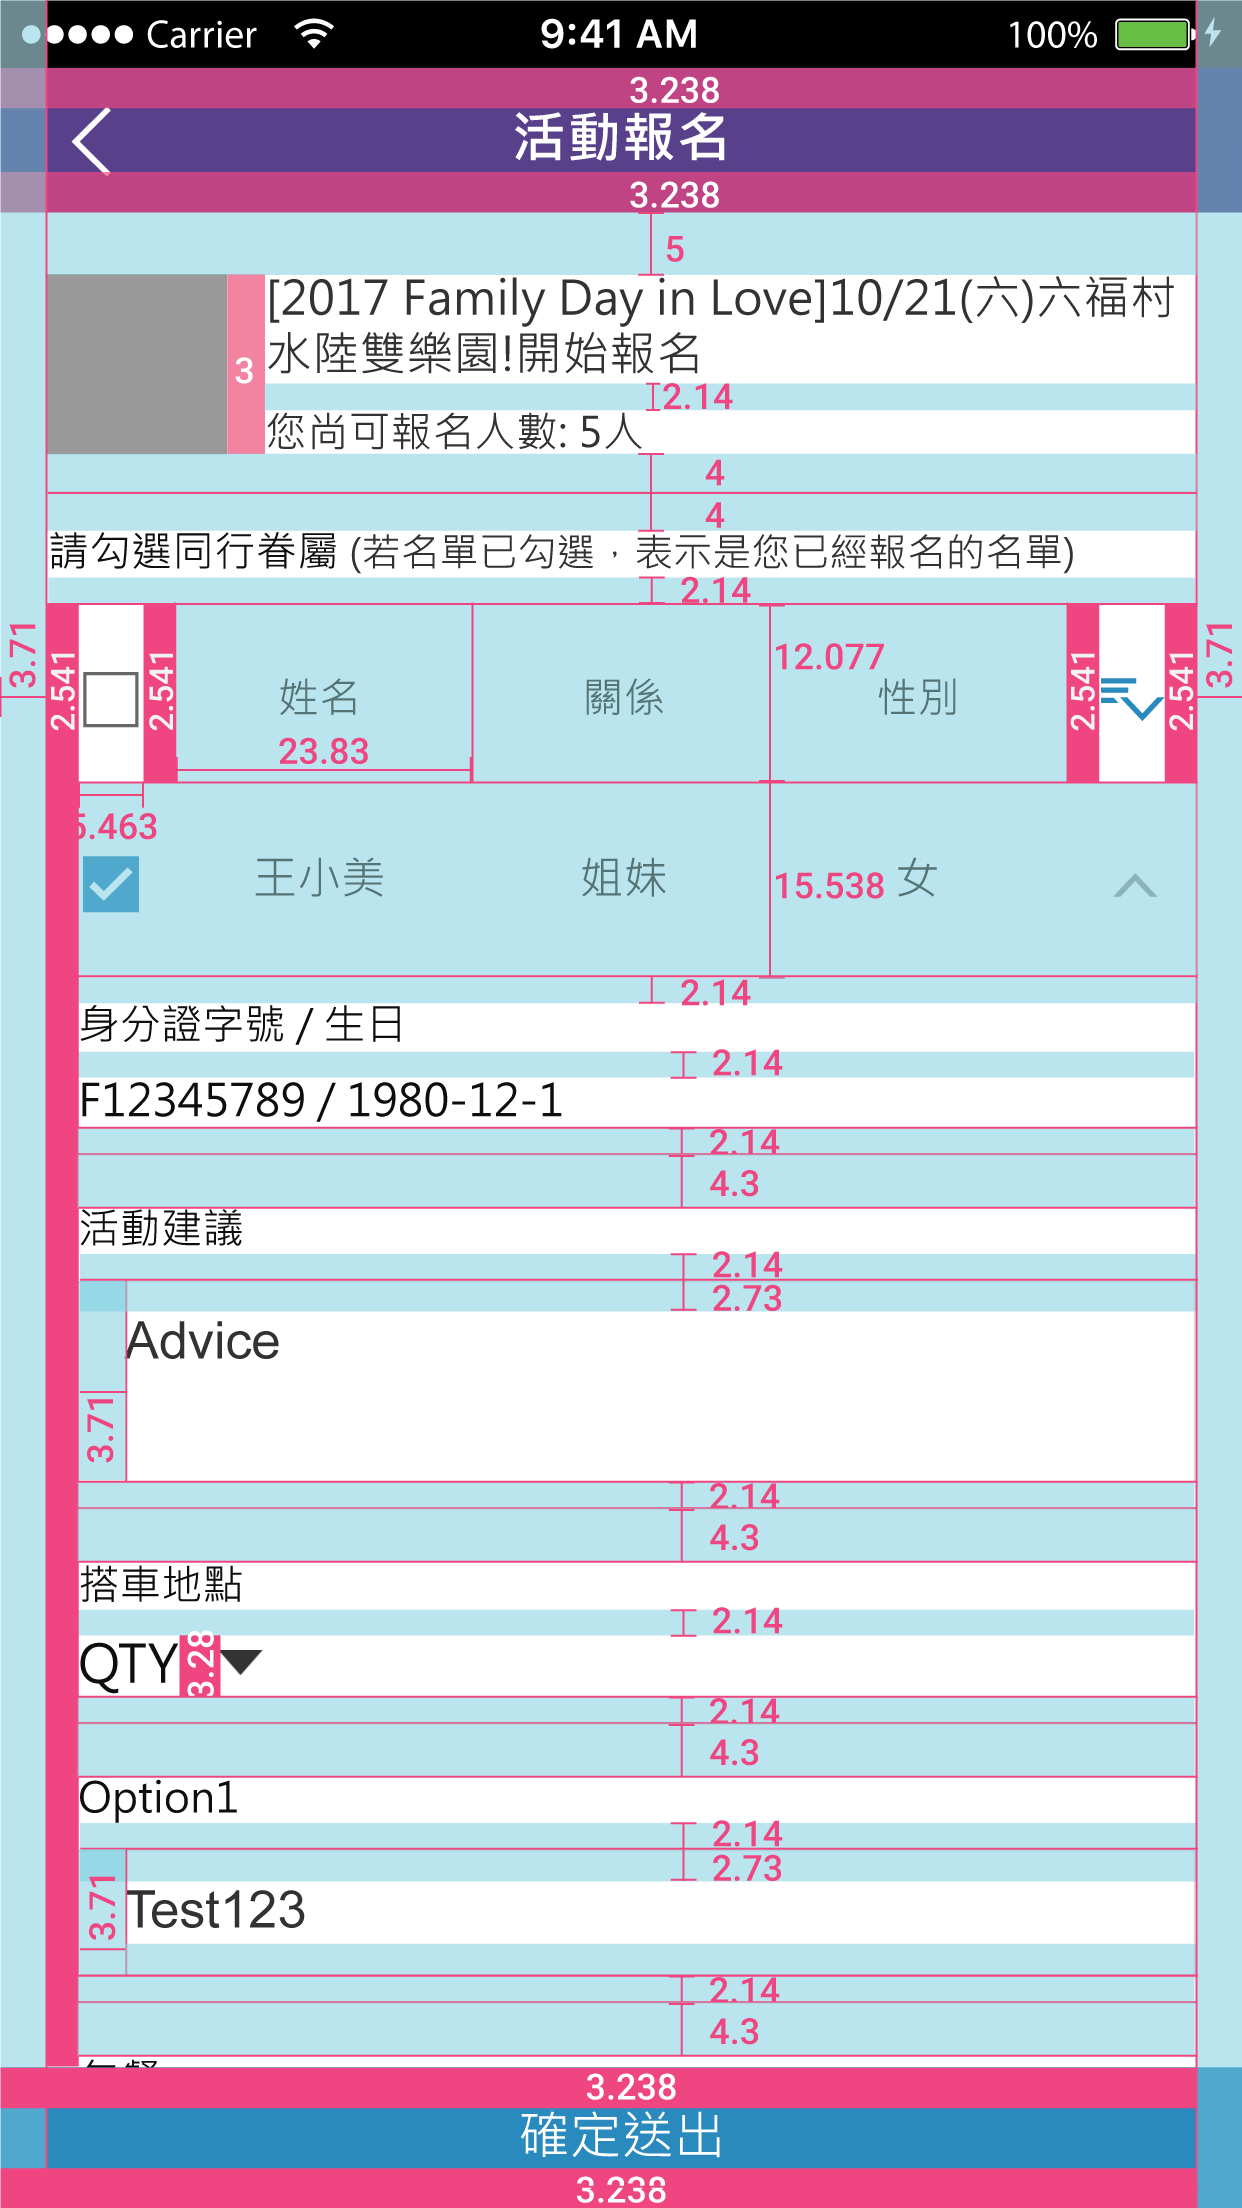 Carrier 9:41 AM 100%
3.238
活動報名
3.238
5
[2017 Family Day in Love]10/21(六)六福村
水陸雙樂園!開始報名
3
2.14
您尚可報名人數: 5人
4
4
請勾選同行眷屬 (若名單已勾選，表示是您已經報名的名單)
2.14
3.71 2.541 2.541 12.077 2.541 2.541 3.71
姓名 關係 性別
23.83
5.463
王小美 姐妹 15.538 女
2.14
身分證字號 / 生日
2.14
F12345789 / 1980-12-1
2.14
4.3
活動建議
2.14
2.73
Advice
3.71
2.14
4.3
搭車地點
2.14
QTY 3.28
2.14
4.3
Option1
2.14
2.73
3.71 Test123
2.14
4.3
3.238
確定送出
3.238